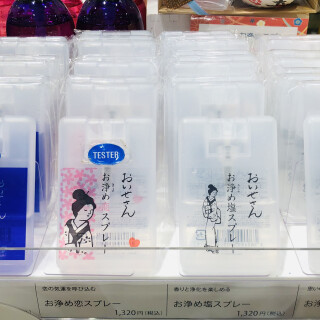 TESTER
おいせさん
お浄め
スプレー
おいせさん
お浄め塩スプレー
恋の気運を呼び込む
お浄め恋スプレー
1,320円(税込)
香りと浄化を楽しめる
お浄め塩スプレー
1,320円(税込)